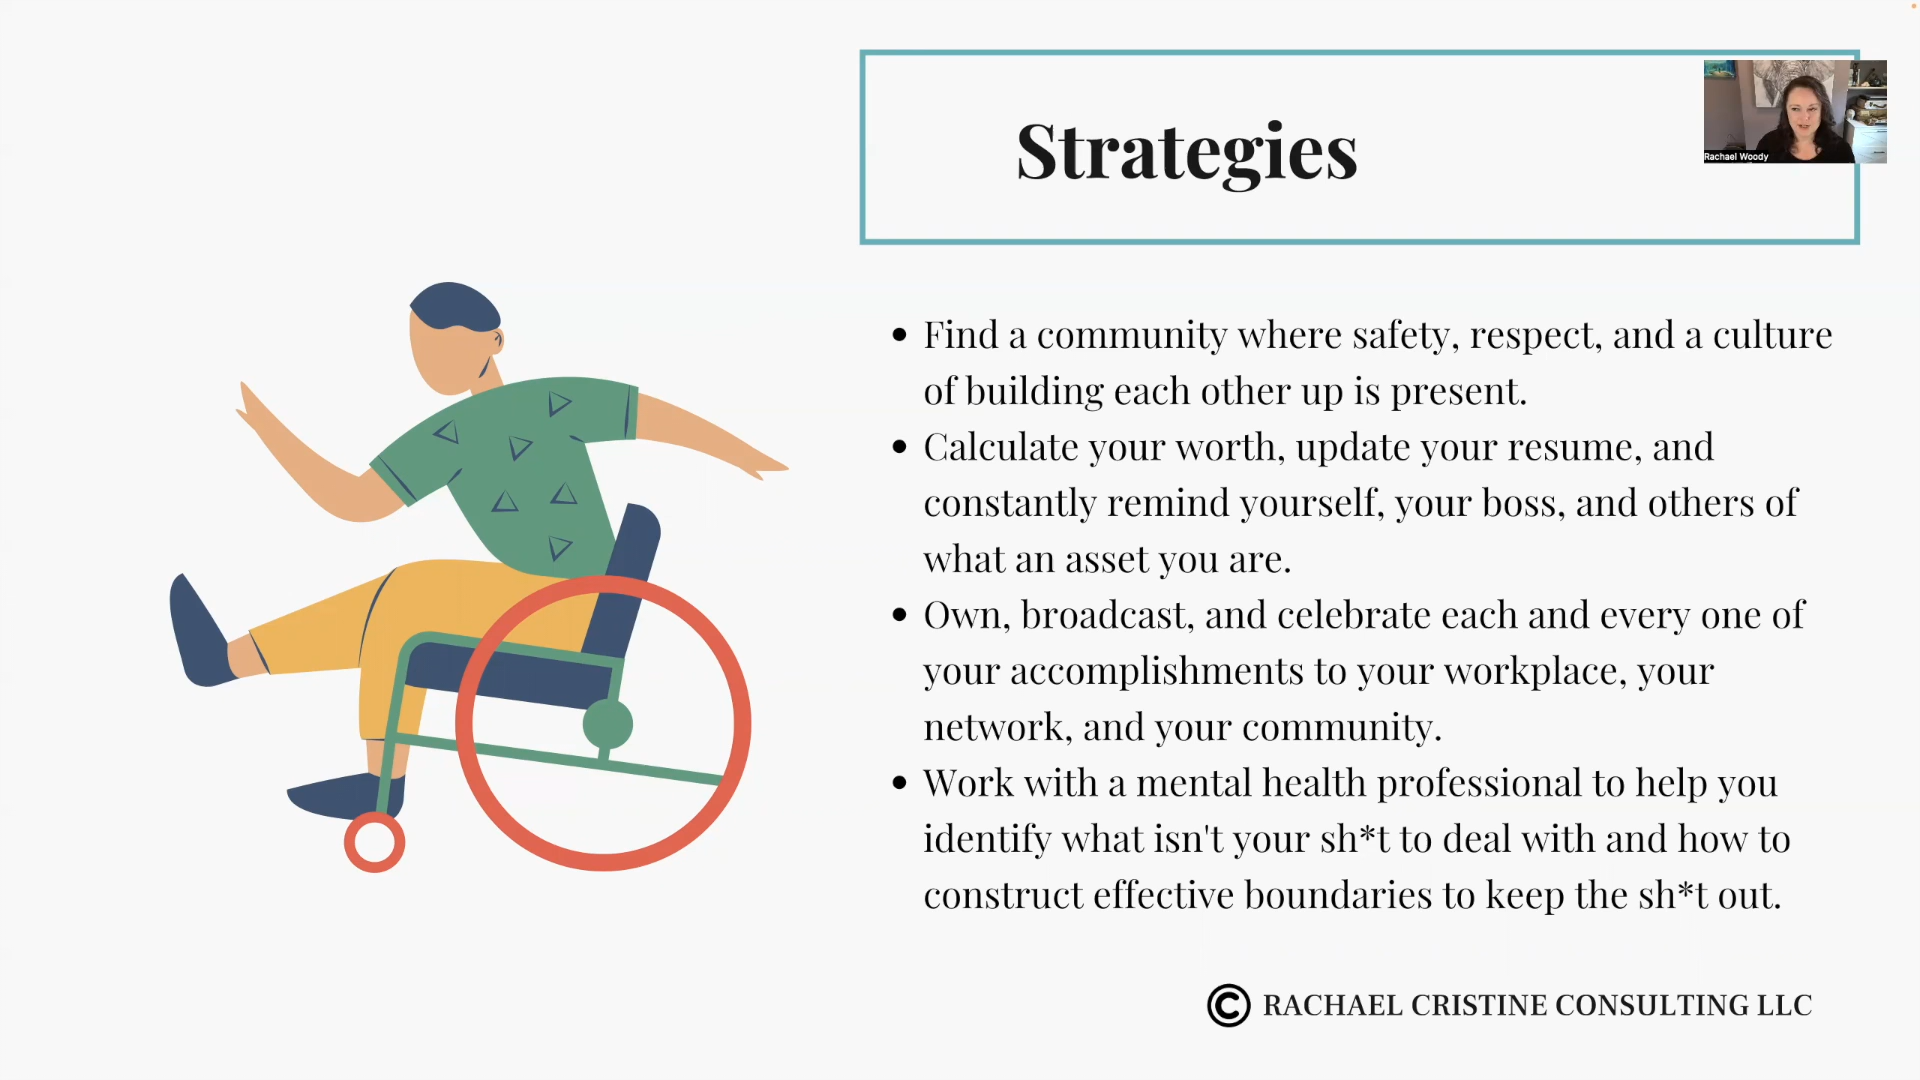 Strategies
Rachael Woody
• Find a community where safety, respect, and a culture
of building each other up is present.
• Calculate your worth, update your resume, and
constantly remind yourself, your boss, and others of
what an asset you are.
• Own, broadcast, and celebrate each and every one of
your accomplishments to your workplace, your
network, and your community.
• Work with a mental health professional to help you
identify what isn't your sh*t to deal with and how to
construct effective boundaries to keep the sh*t out.
© RACHAEL CRISTINE CONSULTING LLC